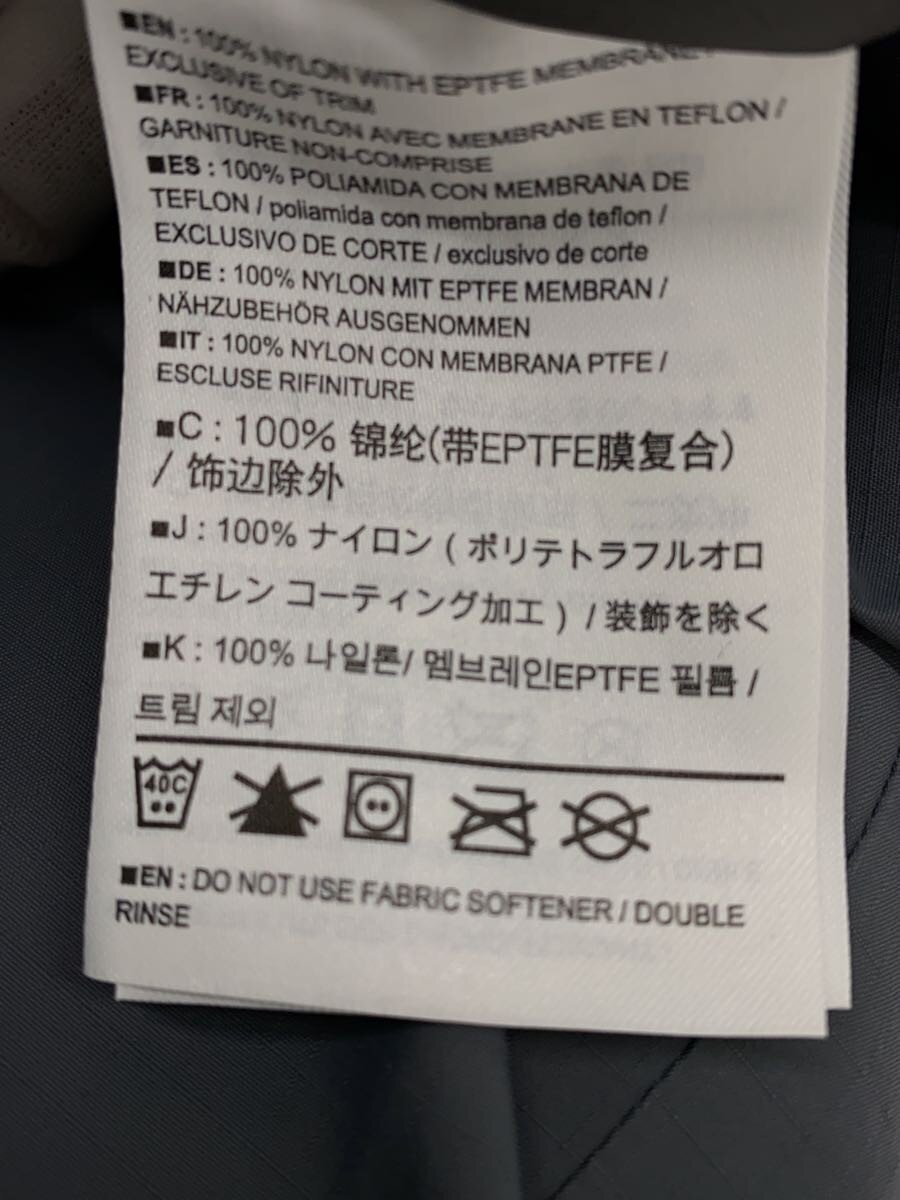 ■EN : 100% NYLON WITH EPTFE MEMBRANE /
EXCLUSIVE OF TRIM
■FR : 100% NYLON AVEC MEMBRANE EN TEFLON /
GARNITURE NON-COMPRISE
■ES : 100% POLIAMIDA CON MEMBRANA DE
TEFLON / poliamida con membrana de teflon /
EXCLUSIVO DE CORTE / exclusivo de corte
■DE : 100% NYLON MIT EPTFE MEMBRAN /
NÄHZUBEHÖR AUSGENOMMEN
■IT : 100% NYLON CON MEMBRANA PTFE /
ESCLUSE RIFINITURE
■C : 100% 锦纶(带EPTFE膜复合)
/ 饰边除外
■J : 100% ナイロン ( ポリテトラフルオロ
エチレン コーティング加工 ) / 装飾を除く
■K : 100% 나일론/ 멤브레인EPTFE 필름 /
트림 제외
40C
■EN : DO NOT USE FABRIC SOFTENER / DOUBLE
RINSE